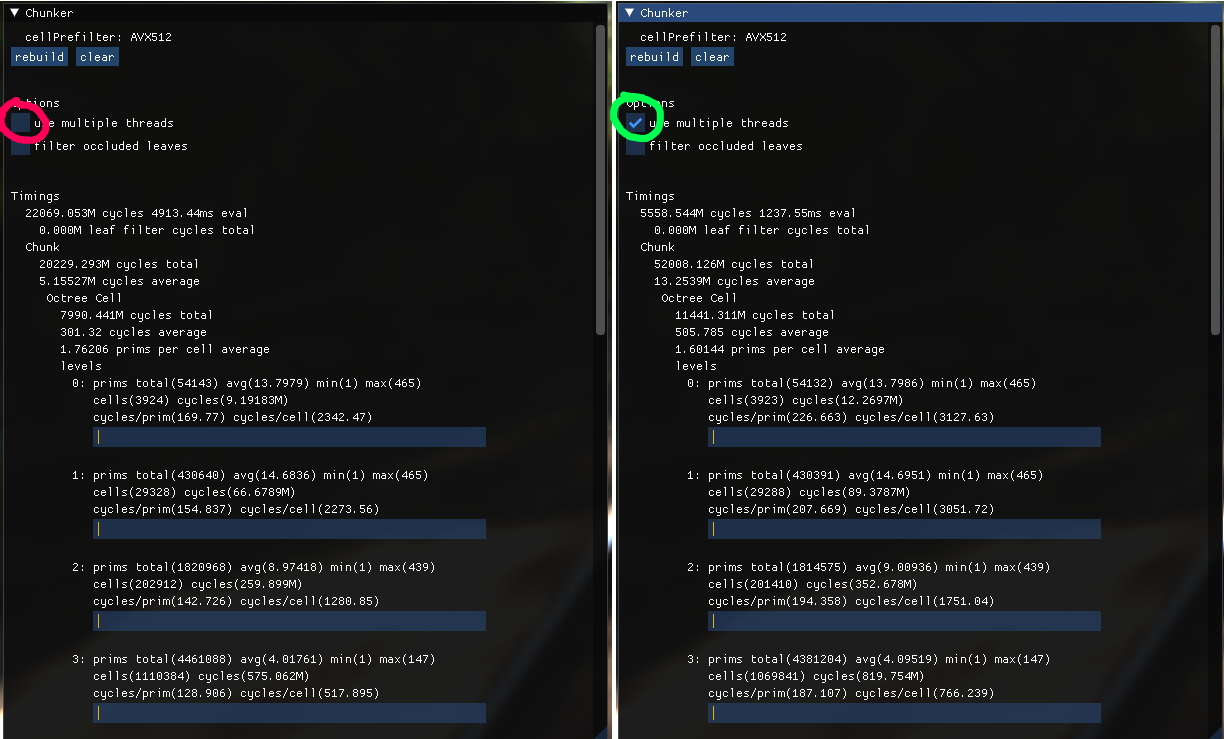 Chunker
cellPrefilter: AVX512
rebuild clear
Options
use multiple threads
filter occluded leaves
Timings
22069.053M cycles 4913.44ms eval
0.000M leaf filter cycles total
Chunk
20229.293M cycles total
5.15527M cycles average
Octree Cell
7990.441M cycles total
301.32 cycles average
1.76206 prims per cell average
levels
0: prims total(54143) avg(13.7979) min(1) max(465)
cells(3924) cycles(9.19183M)
cycles/prim(169.77) cycles/cell(2342.47)
1: prims total(430640) avg(14.6836) min(1) max(465)
cells(29328) cycles(66.6789M)
cycles/prim(154.837) cycles/cell(2273.56)
2: prims total(1820968) avg(8.97418) min(1) max(439)
cells(202912) cycles(259.899M)
cycles/prim(142.726) cycles/cell(1280.85)
3: prims total(4461088) avg(4.01761) min(1) max(147)
cells(1110384) cycles(575.062M)
cycles/prim(128.906) cycles/cell(517.895)
Chunker
cellPrefilter: AVX512
rebuild clear
Options
use multiple threads
filter occluded leaves
Timings
5558.544M cycles 1237.55ms eval
0.000M leaf filter cycles total
Chunk
52008.126M cycles total
13.2539M cycles average
Octree Cell
11441.311M cycles total
505.785 cycles average
1.60144 prims per cell average
levels
0: prims total(54132) avg(13.7986) min(1) max(465)
cells(3923) cycles(12.2697M)
cycles/prim(226.663) cycles/cell(3127.63)
1: prims total(430391) avg(14.6951) min(1) max(465)
cells(29288) cycles(89.3787M)
cycles/prim(207.669) cycles/cell(3051.72)
2: prims total(1814575) avg(9.00936) min(1) max(439)
cells(201410) cycles(352.678M)
cycles/prim(194.358) cycles/cell(1751.04)
3: prims total(4381204) avg(4.09519) min(1) max(147)
cells(1069841) cycles(819.754M)
cycles/prim(187.107) cycles/cell(766.239)